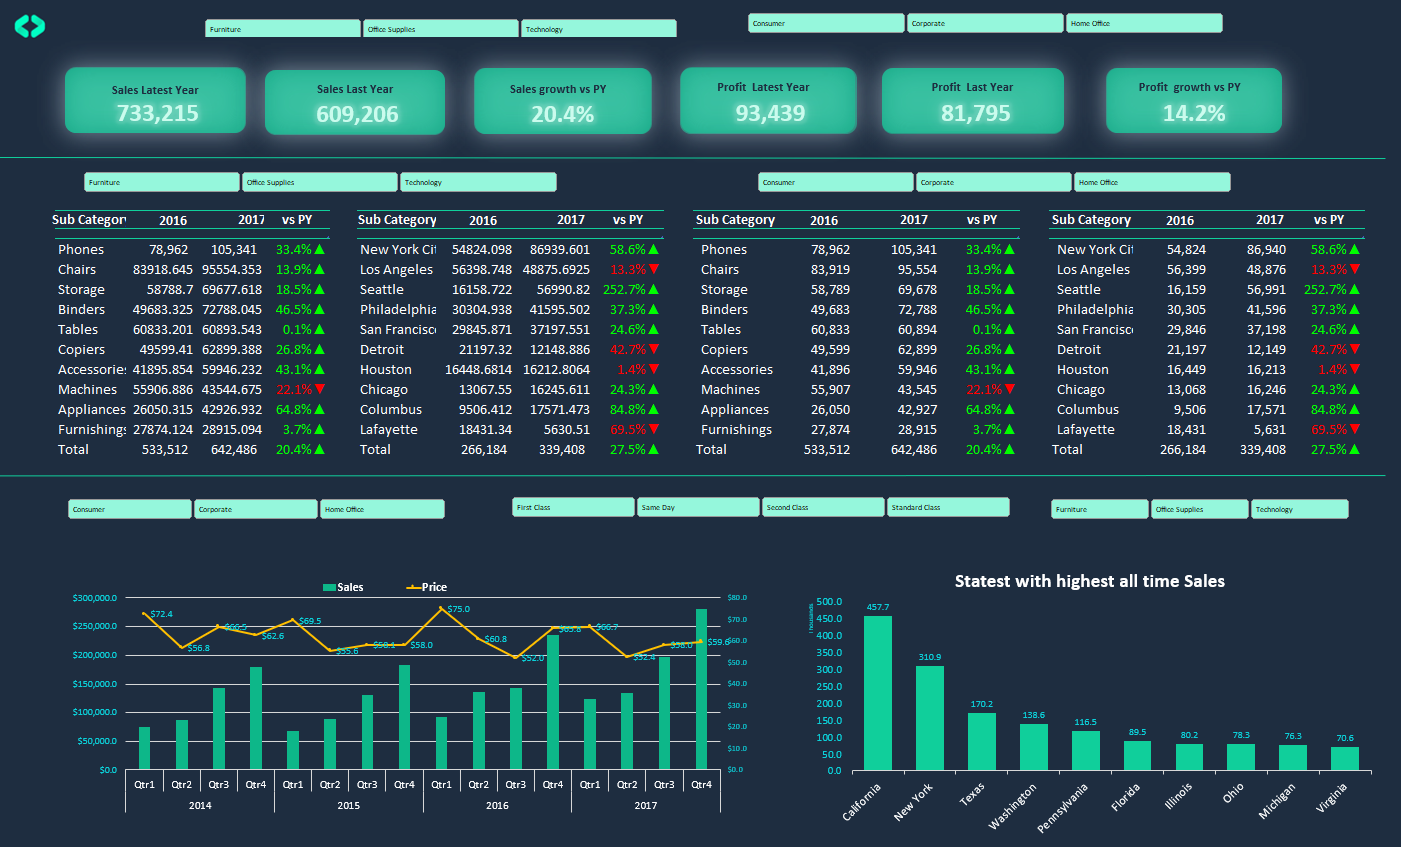 Furniture Office Supplies Technology Consumer Corporate Home Office
Sales Latest Year Sales Last Year Sales growth vs PY Profit Latest Year Profit Last Year Profit growth vs PY
733,215 609,206 20.4% 93,439 81,795 14.2%
Furniture Office Supplies Technology Consumer Corporate Home Office
Sub Categor 2016 2017 vs PY Sub Category 2016 2017 vs PY Sub Category 2016 2017 vs PY Sub Category 2016 2017 vs PY
Phones 78,962 105,341 33.4% ▲ New York Cit 54824.098 86939.601 58.6% ▲ Phones 78,962 105,341 33.4% ▲ New York Cit 54,824 86,940 58.6% ▲
Chairs 83918.645 95554.353 13.9% ▲ Los Angeles 56398.748 48875.6925 13.3% ▼ Chairs 83,919 95,554 13.9% ▲ Los Angeles 56,399 48,876 13.3% ▼
Storage 58788.7 69677.618 18.5% ▲ Seattle 16158.722 56990.82 252.7% ▲ Storage 58,789 69,678 18.5% ▲ Seattle 16,159 56,991 252.7% ▲
Binders 49683.325 72788.045 46.5% ▲ Philadelphia 30304.938 41595.502 37.3% ▲ Binders 49,683 72,788 46.5% ▲ Philadelphia 30,305 41,596 37.3% ▲
Tables 60833.201 60893.543 0.1% ▲ San Francisc 29845.871 37197.551 24.6% ▲ Tables 60,833 60,894 0.1% ▲ San Francisc 29,846 37,198 24.6% ▲
Copiers 49599.41 62899.388 26.8% ▲ Detroit 21197.32 12148.886 42.7% ▼ Copiers 49,599 62,899 26.8% ▲ Detroit 21,197 12,149 42.7% ▼
Accessories 41895.854 59946.232 43.1% ▲ Houston 16448.6814 16212.8064 1.4% ▼ Accessories 41,896 59,946 43.1% ▲ Houston 16,449 16,213 1.4% ▼
Machines 55906.886 43544.675 22.1% ▼ Chicago 13067.55 16245.611 24.3% ▲ Machines 55,907 43,545 22.1% ▼ Chicago 13,068 16,246 24.3% ▲
Appliances 26050.315 42926.932 64.8% ▲ Columbus 9506.412 17571.473 84.8% ▲ Appliances 26,050 42,927 64.8% ▲ Columbus 9,506 17,571 84.8% ▲
Furnishings 27874.124 28915.094 3.7% ▲ Lafayette 18431.34 5630.51 69.5% ▼ Furnishings 27,874 28,915 3.7% ▲ Lafayette 18,431 5,631 69.5% ▼
Total 533,512 642,486 20.4% ▲ Total 266,184 339,408 27.5% ▲ Total 533,512 642,486 20.4% ▲ Total 266,184 339,408 27.5% ▲
Consumer Corporate Home Office First Class Same Day Second Class Standard Class Furniture Office Supplies Technology
Sales Price
$300,000.0
$250,000.0
$200,000.0
$150,000.0
$100,000.0
$50,000.0
$0.0
$72.4 $56.8 $62.6 $69.5 $58.0 $75.0 $60.8 $52.0 $52.4 $59.6
$80.0
$70.0
$60.0
$50.0
$40.0
$30.0
$20.0
$10.0
$0.0
Qtr1 Qtr2 Qtr3 Qtr4 Qtr1 Qtr2 Qtr3 Qtr4 Qtr1 Qtr2 Qtr3 Qtr4 Qtr1 Qtr2 Qtr3 Qtr4
2014 2015 2016 2017
Statest with highest all time Sales
500.0
450.0
400.0
350.0
300.0
250.0
200.0
150.0
100.0
50.0
0.0
457.7 310.9 170.2 138.6 116.5 89.5 80.2 78.3 76.3 70.6
California New York Texas Washington Pennsylvania Florida Illinois Ohio Michigan Virginia